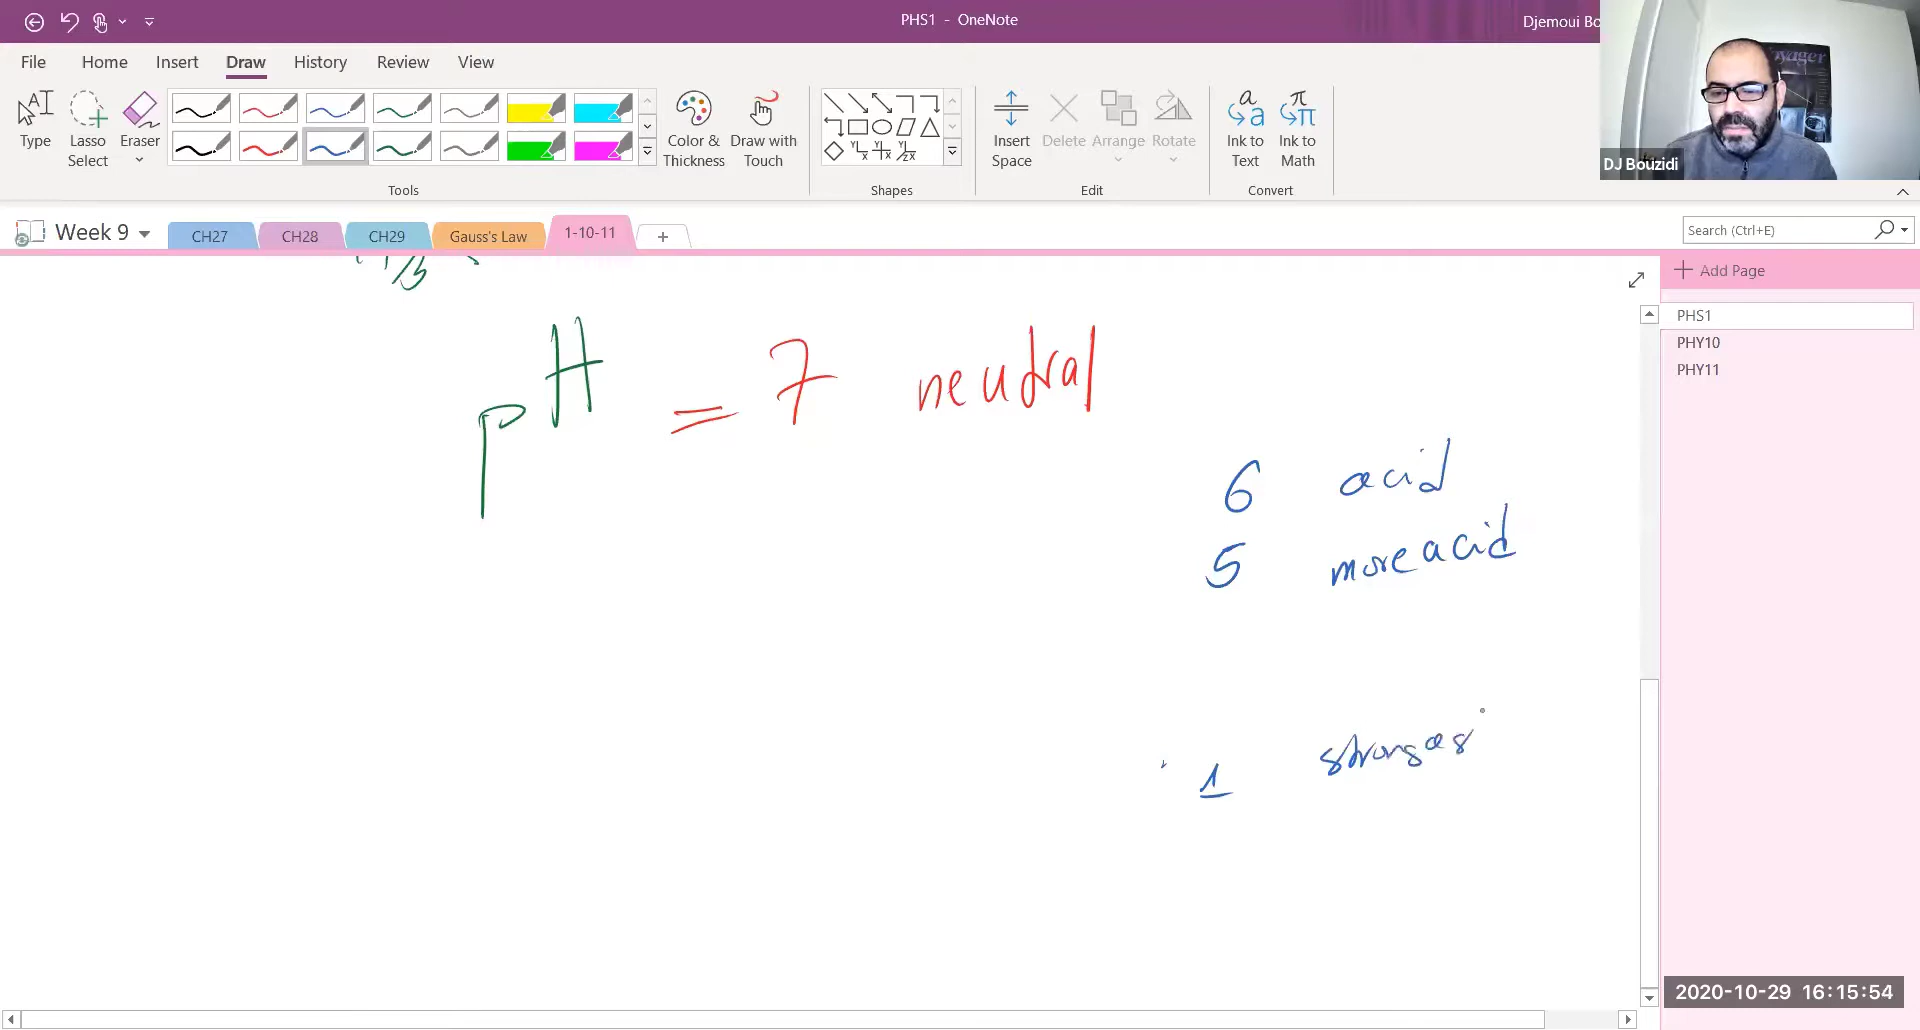 PHS1 - OneNote
Djemoui Bo
File Home Insert Draw History Review View
Type
Lasso Select
Eraser
Color & Thickness
Draw with Touch
Insert Space
Delete
Arrange
Rotate
Ink to Text
Ink to Math
Tools
Shapes
Edit
Convert
DJ Bouzidi
Week 9
CH27
CH28
CH29
Gauss's Law
1-10-11
Search (Ctrl+E)
Add Page
PHS1
PHY10
PHY11
pH = 7 neutral
6 acid
5 more acid
1
2020-10-29 16:15:54